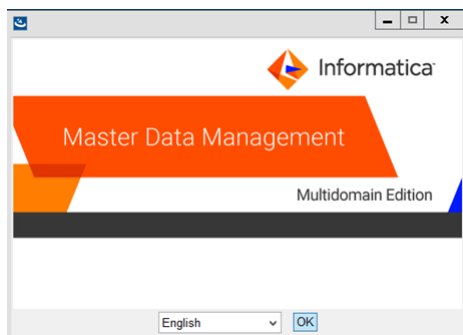 Informatica
Master Data Management
Multidomain Edition
English
OK